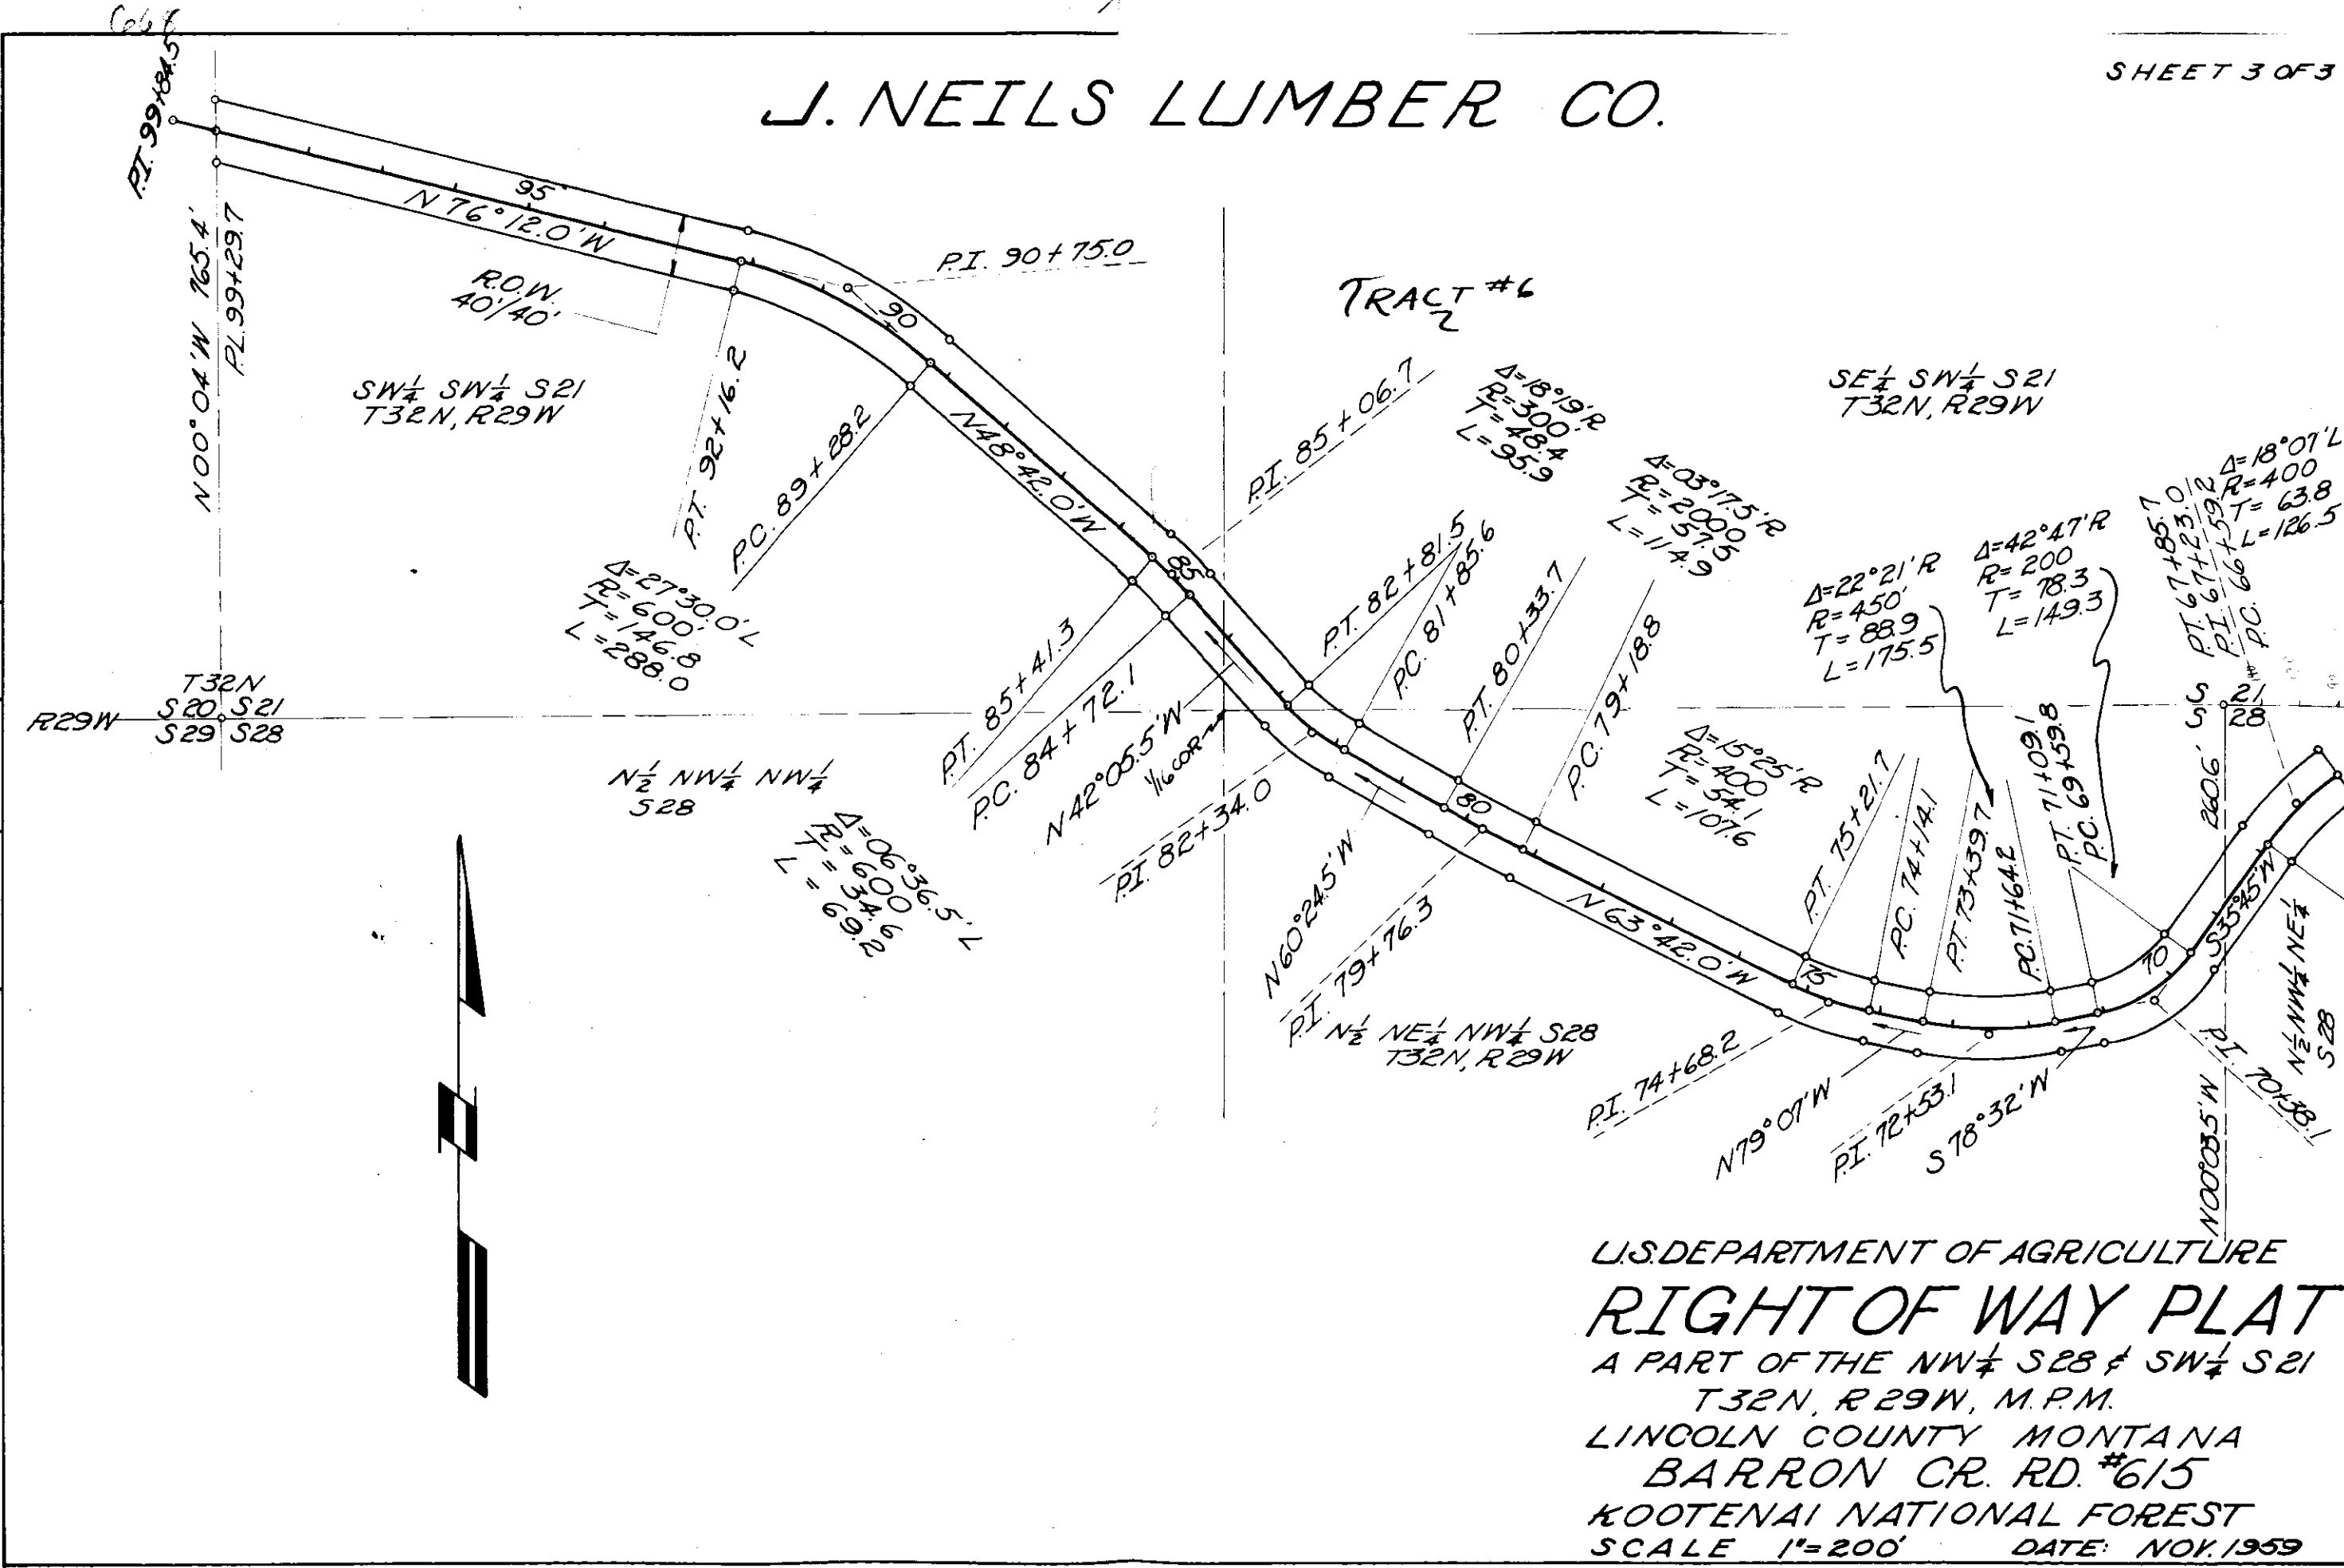 668
SHEET 3 OF 3
J. NEILS LUMBER CO.
P.I. 99+84.5
95
N 76°12.0'W
N00°04'W 765.4'
P.L. 99+29.7
R.O.W.
40'/40'
P.I. 90+75.0
90
TRACT #6
2
SW¼ SW¼ S21
T32N, R29W
SE¼ SW¼ S21
T32N, R29W
P.T. 92+16.2
P.C. 89+28.2
N48°42.0'W
P.I. 85+06.7
Δ=18°19'R
R=300'
T=48.4
L=95.9
Δ=03°17.5'R
R=2000
T=57.5
L=114.9
Δ=18°07'L
R=400
T=63.8
L=126.5
P.T. 67+85.7
P.I. 67+23.0
P.C. 66+59.2
Δ=22°21'R
R=450'
T=88.9
L=175.5
Δ=42°47'R
R=200
T=78.3
L=149.3
Δ=27°30.0'L
R=600'
T=146.8
L=288.0
85
P.T. 82+81.5
P.C. 81+85.6
P.T. 80+33.7
P.C. 79+18.8
T32N
R29W S20 S21
S29 S28
S 21
S 28
P.T. 85+41.3
P.C. 84+72.1
N42°05.5'W
1/16 COR
P.I. 82+34.0
N½ NW¼ NW¼
S28
Δ=06°36.5'L
R=600
T=34.6
L=69.2
80
Δ=15°25'R
R=400
T=54.1
L=107.6
P.T. 75+21.7
P.C. 74+14.1
P.T. 73+39.7
P.C. 71+64.2
P.T. 71+09.1
P.C. 69+59.8
260.6'
N60°24.5'W
P.I. 79+76.3
N 63°42.0'W
75
70
S35°45'W
N½ NW¼ NE¼
S28
N½ NE¼ NW¼ S28
T32N, R29W
P.I. 74+68.2
N79°07'W
P.I. 72+53.1
S 78°32'W
P.I. 70+38.1
N00°03.5'W
U.S. DEPARTMENT OF AGRICULTURE
RIGHT OF WAY PLAT
A PART OF THE NW¼ S28 & SW¼ S21
T32N, R29W, M.P.M.
LINCOLN COUNTY MONTANA
BARRON CR. RD. #615
KOOTENAI NATIONAL FOREST
SCALE 1"=200' DATE: NOV. 1959